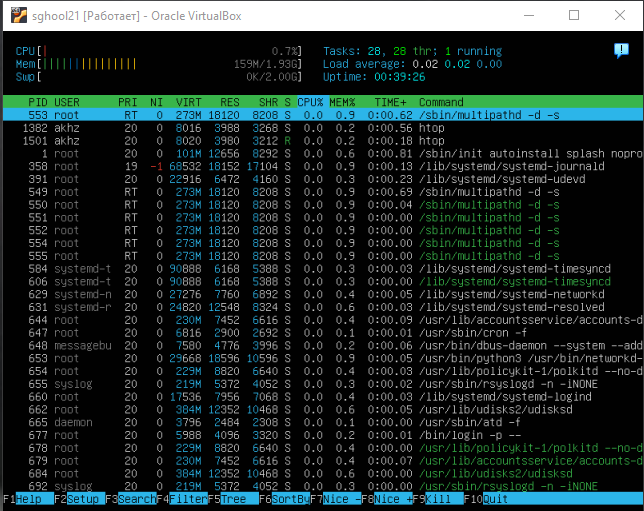 sghool21 [Работает] - Oracle VirtualBox
CPU[| 0.7%] Tasks: 28, 28 thr; 1 running
Mem[|||||||||||||||||| 159M/1.93G] Load average: 0.02 0.02 0.00
Swp[ 0K/2.00G] Uptime: 00:39:26
PID USER PRI NI VIRT RES SHR S CPU% MEM% TIME+ Command
553 root RT 0 273M 18120 8208 S 0.0 0.9 0:00.62 /sbin/multipathd -d -s
1382 akhz 20 0 8016 3988 3268 S 0.0 0.2 0:00.56 htop
1501 akhz 20 0 8020 3980 3212 R 0.0 0.2 0:00.18 htop
1 root 20 0 101M 12656 8292 S 0.0 0.6 0:00.81 /sbin/init autoinstall splash nopro
358 root 19 -1 68532 18152 17104 S 0.0 0.9 0:00.13 /lib/systemd/systemd-journald
391 root 20 0 22916 6472 4160 S 0.0 0.3 0:00.23 /lib/systemd/systemd-udevd
549 root RT 0 273M 18120 8208 S 0.0 0.9 0:00.69 /sbin/multipathd -d -s
550 root RT 0 273M 18120 8208 S 0.0 0.9 0:00.04 /sbin/multipathd -d -s
551 root RT 0 273M 18120 8208 S 0.0 0.9 0:00.00 /sbin/multipathd -d -s
552 root RT 0 273M 18120 8208 S 0.0 0.9 0:00.00 /sbin/multipathd -d -s
554 root RT 0 273M 18120 8208 S 0.0 0.9 0:00.00 /sbin/multipathd -d -s
555 root RT 0 273M 18120 8208 S 0.0 0.9 0:00.00 /sbin/multipathd -d -s
584 systemd-t 20 0 90888 6168 5388 S 0.0 0.3 0:00.03 /lib/systemd/systemd-timesyncd
606 systemd-t 20 0 90888 6168 5388 S 0.0 0.3 0:00.00 /lib/systemd/systemd-timesyncd
629 systemd-n 20 0 27276 7760 6892 S 0.0 0.4 0:00.05 /lib/systemd/systemd-networkd
631 systemd-r 20 0 24820 12548 8324 S 0.0 0.6 0:00.03 /lib/systemd/systemd-resolved
644 root 20 0 230M 7452 6616 S 0.0 0.4 0:00.09 /usr/lib/accountsservice/accounts-d
647 root 20 0 6816 2900 2692 S 0.0 0.1 0:00.01 /usr/sbin/cron -f
648 messagebu 20 0 7580 4776 3996 S 0.0 0.2 0:00.06 /usr/bin/dbus-daemon --system --add
653 root 20 0 29668 18596 10596 S 0.0 0.9 0:00.05 /usr/bin/python3 /usr/bin/networkd-
654 root 20 0 229M 8820 6640 S 0.0 0.4 0:00.03 /usr/lib/policykit-1/polkitd --no-d
655 syslog 20 0 219M 5372 4052 S 0.0 0.3 0:00.02 /usr/sbin/rsyslogd -n -iNONE
660 root 20 0 17536 7956 7068 S 0.0 0.4 0:00.03 /lib/systemd/systemd-logind
662 root 20 0 384M 12352 10468 S 0.0 0.6 0:00.05 /usr/lib/udisks2/udisksd
665 daemon 20 0 3796 2484 2308 S 0.0 0.1 0:00.00 /usr/sbin/atd -f
677 root 20 0 5988 4096 3320 S 0.0 0.2 0:00.01 /bin/login -p --
678 root 20 0 229M 8820 6640 S 0.0 0.4 0:00.00 /usr/lib/policykit-1/polkitd --no-d
679 root 20 0 230M 7452 6616 S 0.0 0.4 0:00.07 /usr/lib/accountsservice/accounts-d
684 root 20 0 384M 12352 10468 S 0.0 0.6 0:00.00 /usr/lib/udisks2/udisksd
692 syslog 20 0 219M 5372 4052 S 0.0 0.3 0:00.00 /usr/sbin/rsyslogd -n -iNONE
F1Help F2Setup F3SearchF4FilterF5Tree F6SortByF7Nice -F8Nice +F9Kill F10Quit